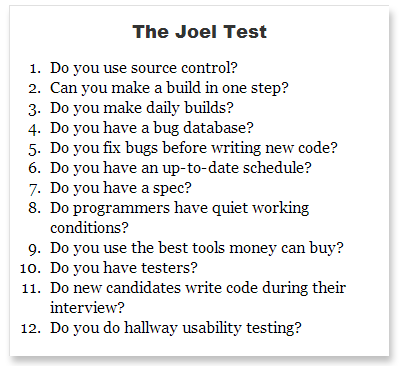 The Joel Test
1. Do you use source control?
2. Can you make a build in one step?
3. Do you make daily builds?
4. Do you have a bug database?
5. Do you fix bugs before writing new code?
6. Do you have an up-to-date schedule?
7. Do you have a spec?
8. Do programmers have quiet working
conditions?
9. Do you use the best tools money can buy?
10. Do you have testers?
11. Do new candidates write code during their
interview?
12. Do you do hallway usability testing?